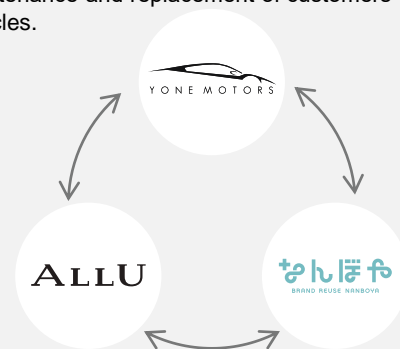 cles.
YONE MOTORS
ALLU
なんぼや
BRAND REUSE NANBOYA